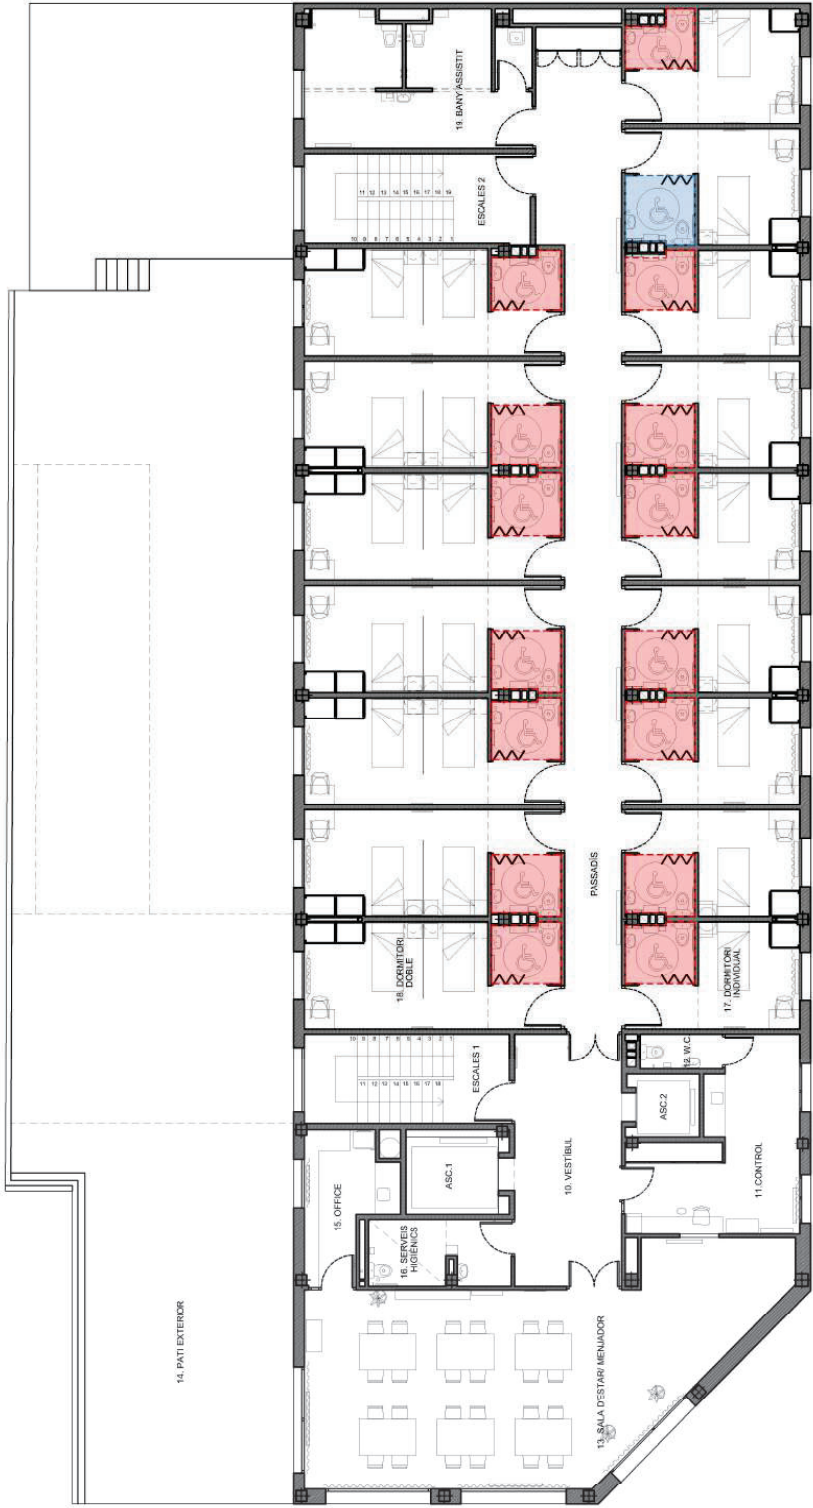 19. BANY ASSISTIT
ESCALES 2
11 12 13 14 15 16 17 18 19
10 9 8 7 6 5 4 3 2 1
PASSADÍS
18. DORMITORI
DOBLE
17. DORMITORI
INDIVIDUAL
ESCALES 1
10 9 8 7 6 5 4 3 2 1
11 12 13 14 15 16 17 18
12. W.C.
ASC.2
ASC.1
15. OFFICE
10. VESTÍBUL
11.CONTROL
16. SERVEIS
HIGIÈNICS
14. PATI EXTERIOR
13. SALA D'ESTAR/ MENJADOR